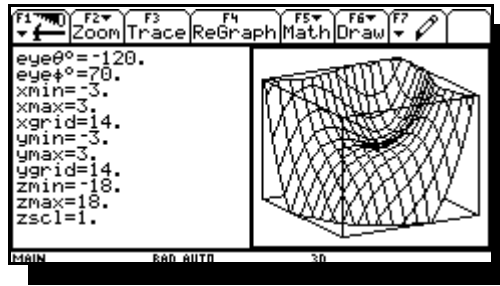 F1 F2 F3 F4 F5 F6 F7
Zoom Trace ReGraph Math Draw
eyeθ°=-120.
eyeϕ°=70.
xmin=-3.
xmax=3.
xgrid=14.
ymin=-3.
ymax=3.
ygrid=14.
zmin=-18.
zmax=18.
zscl=1.
MAIN RAD AUTO 3D